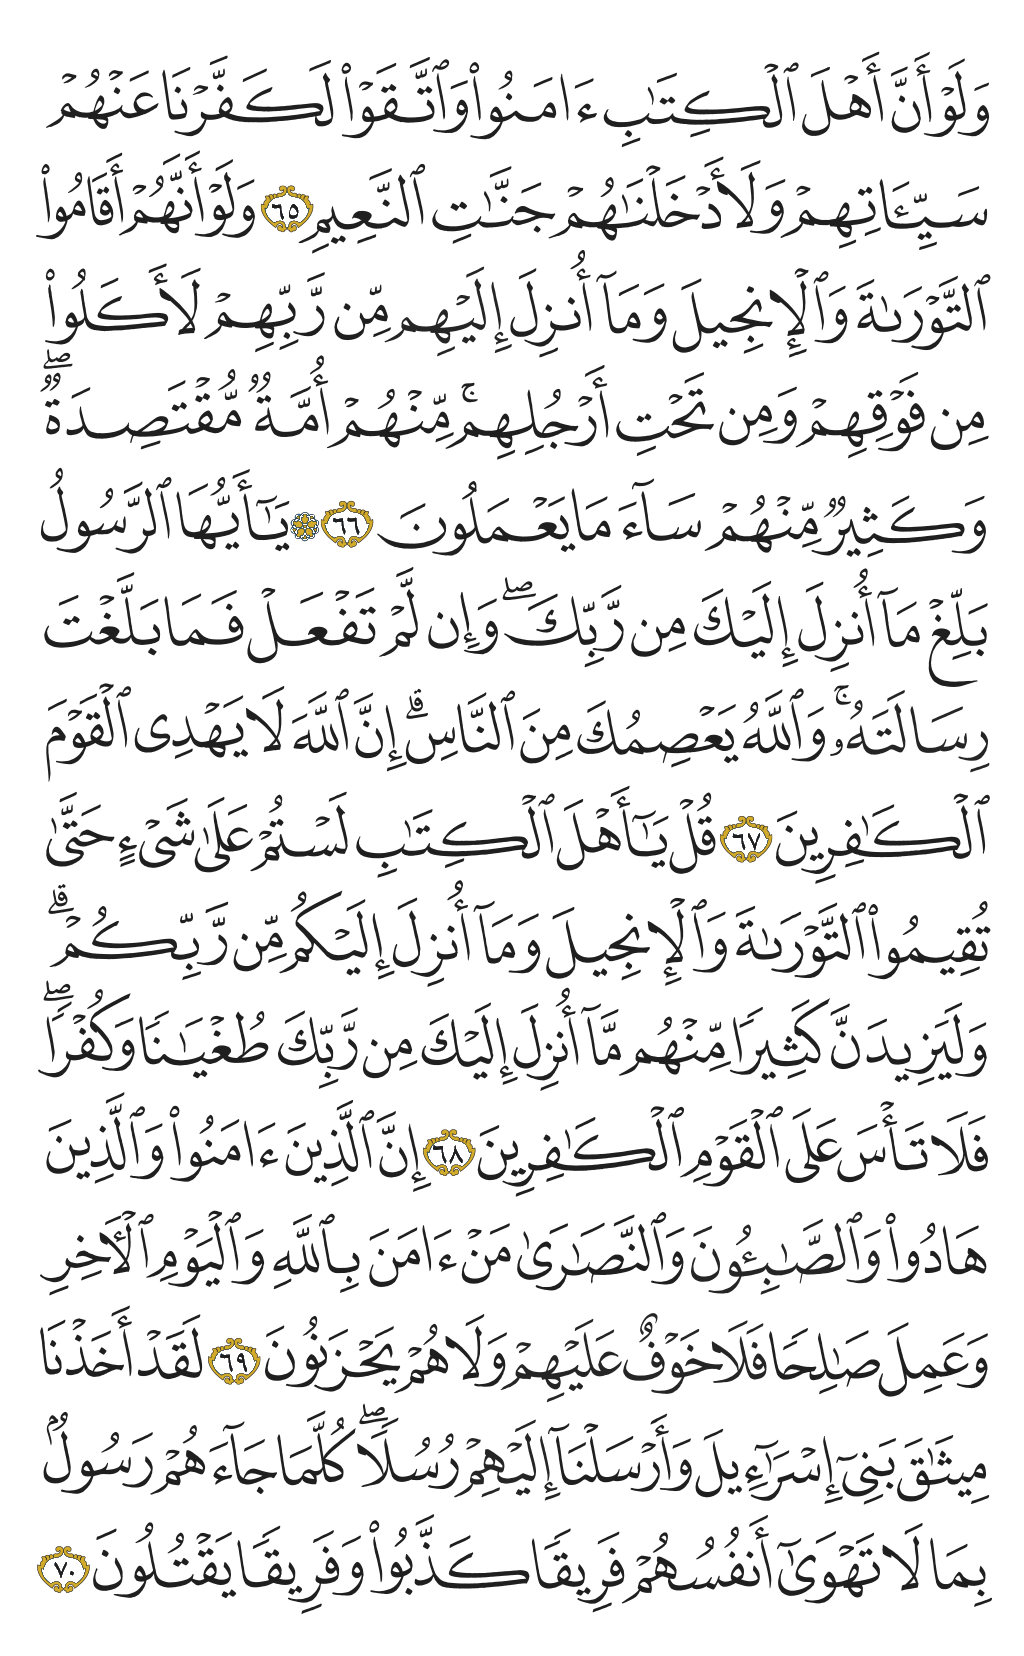 وَلَوۡ أَنَّ أَهۡلَ ٱلۡكِتَٰبِ ءَامَنُواْ وَٱتَّقَوۡاْ لَكَفَّرۡنَا عَنۡهُمۡ
سَيِّـَٔاتِهِمۡ وَلَأَدۡخَلۡنَٰهُمۡ جَنَّٰتِ ٱلنَّعِيمِ ٦٥ وَلَوۡ أَنَّهُمۡ أَقَامُواْ
ٱلتَّوۡرَىٰةَ وَٱلۡإِنجِيلَ وَمَآ أُنزِلَ إِلَيۡهِم مِّن رَّبِّهِمۡ لَأَكَلُواْ
مِن فَوۡقِهِمۡ وَمِن تَحۡتِ أَرۡجُلِهِمۚ مِّنۡهُمۡ أُمَّةٞ مُّقۡتَصِدَةٞۖ
وَكَثِيرٞ مِّنۡهُمۡ سَآءَ مَا يَعۡمَلُونَ ٦٦ ۞ يَٰٓأَيُّهَا ٱلرَّسُولُ
بَلِّغۡ مَآ أُنزِلَ إِلَيۡكَ مِن رَّبِّكَۖ وَإِن لَّمۡ تَفۡعَلۡ فَمَا بَلَّغۡتَ
رِسَالَتَهُۥۚ وَٱللَّهُ يَعۡصِمُكَ مِنَ ٱلنَّاسِۗ إِنَّ ٱللَّهَ لَا يَهۡدِي ٱلۡقَوۡمَ
ٱلۡكَٰفِرِينَ ٦٧ قُلۡ يَٰٓأَهۡلَ ٱلۡكِتَٰبِ لَسۡتُمۡ عَلَىٰ شَيۡءٍ حَتَّىٰ
تُقِيمُواْ ٱلتَّوۡرَىٰةَ وَٱلۡإِنجِيلَ وَمَآ أُنزِلَ إِلَيۡكُم مِّن رَّبِّكُمۡۗ
وَلَيَزِيدَنَّ كَثِيرٗا مِّنۡهُم مَّآ أُنزِلَ إِلَيۡكَ مِن رَّبِّكَ طُغۡيَٰنٗا وَكُفۡرٗاۖ
فَلَا تَأۡسَ عَلَى ٱلۡقَوۡمِ ٱلۡكَٰفِرِينَ ٦٨ إِنَّ ٱلَّذِينَ ءَامَنُواْ وَٱلَّذِينَ
هَادُواْ وَٱلصَّٰبِـُٔونَ وَٱلنَّصَٰرَىٰ مَنۡ ءَامَنَ بِٱللَّهِ وَٱلۡيَوۡمِ ٱلۡأٓخِرِ
وَعَمِلَ صَٰلِحٗا فَلَا خَوۡفٌ عَلَيۡهِمۡ وَلَا هُمۡ يَحۡزَنُونَ ٦٩ لَقَدۡ أَخَذۡنَا
مِيثَٰقَ بَنِيٓ إِسۡرَٰٓءِيلَ وَأَرۡسَلۡنَآ إِلَيۡهِمۡ رُسُلٗاۖ كُلَّمَا جَآءَهُمۡ رَسُولُۢ
بِمَا لَا تَهۡوَىٰٓ أَنفُسُهُمۡ فَرِيقٗا كَذَّبُواْ وَفَرِيقٗا يَقۡتُلُونَ ٧٠